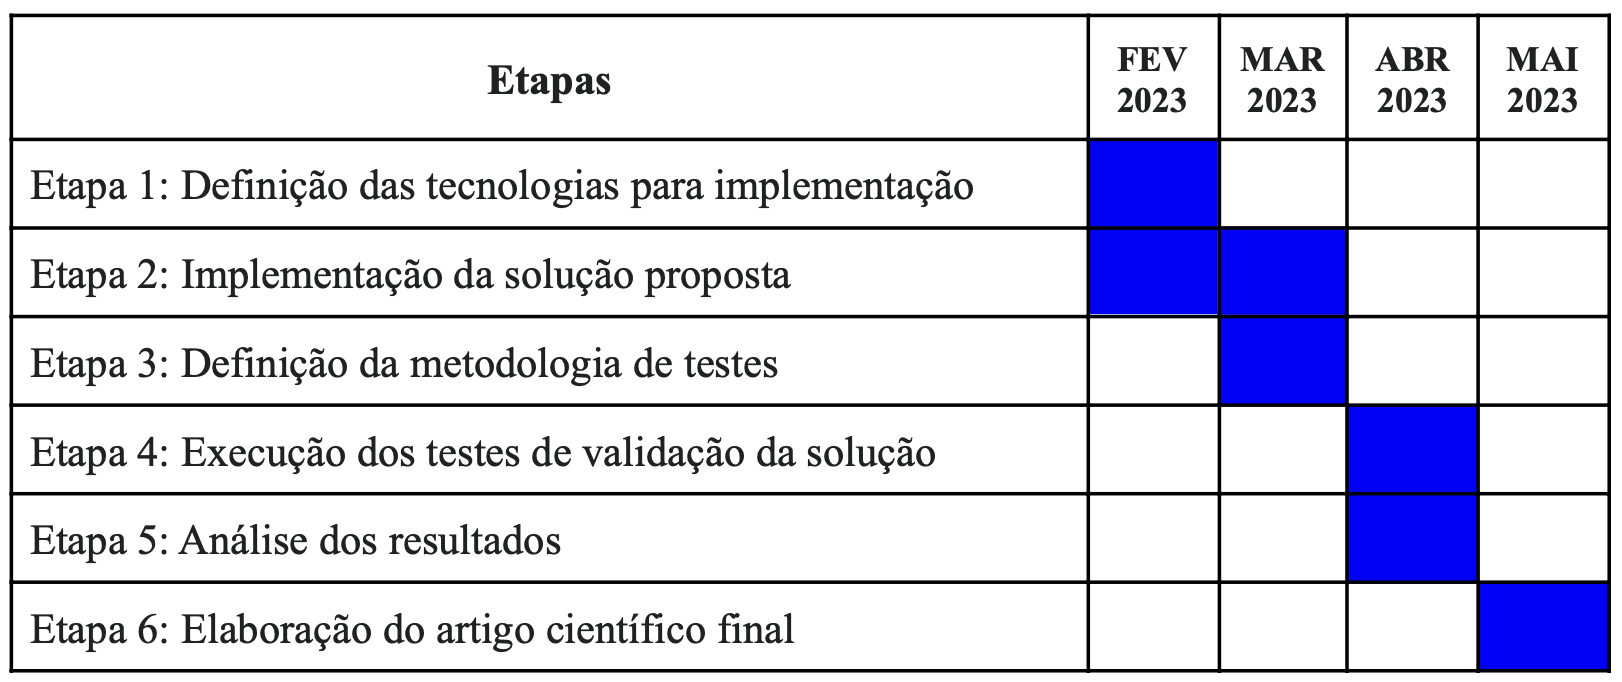 Etapas
FEV
2023
MAR
2023
ABR
2023
MAI
2023
Etapa 1: Definição das tecnologias para implementação
Etapa 2: Implementação da solução proposta
Etapa 3: Definição da metodologia de testes
Etapa 4: Execução dos testes de validação da solução
Etapa 5: Análise dos resultados
Etapa 6: Elaboração do artigo científico final